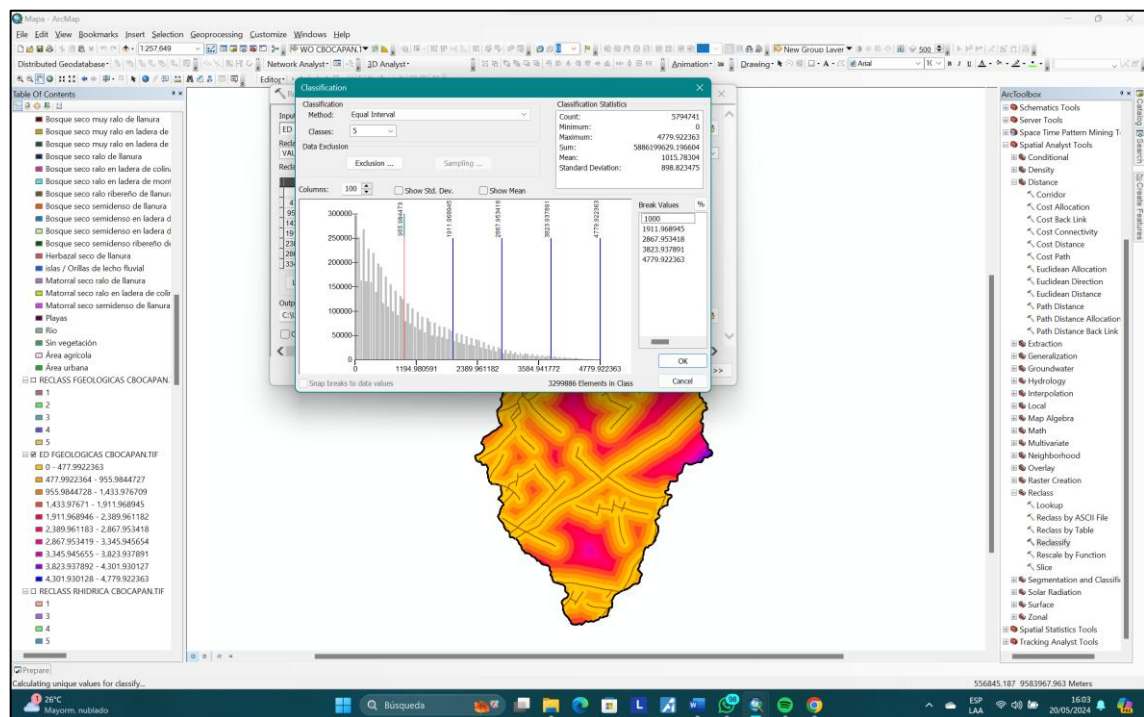 Mapa - ArcMap
File Edit View Bookmarks Insert Selection Geoprocessing Customize Windows Help
1:257,649
WO CBOCAPAN.T
New Group Layer
500
Distributed Geodatabase
Network Analyst
3D Analyst
Animation
Drawing
Arial
Editor
Table Of Contents
Bosque seco muy ralo de llanura
Bosque seco muy ralo en ladera de
Bosque seco muy ralo en ladera de
Bosque seco ralo de llanura
Bosque seco ralo en ladera de colin
Bosque seco ralo en ladera de mont
Bosque seco ralo ribereño de llanura
Bosque seco semidenso de llanura
Bosque seco semidenso en ladera d
Bosque seco semidenso en ladera d
Bosque seco semidenso ribereño de
Herbazal seco de llanura
islas / Orillas de lecho fluvial
Matorral seco ralo de llanura
Matorral seco ralo en ladera de colin
Matorral seco semidenso de llanura
Playas
Rio
Sin vegetación
Área agrícola
Área urbana
RECLASS FGEOLOGICAS CBOCAPAN.
1
2
3
4
5
ED FGEOLOGICAS CBOCAPAN.TIF
0 - 477.9922363
477.9922364 - 955.9844727
955.9844728 - 1,433.976709
1,433.97671 - 1,911.968945
1,911.968946 - 2,389.961182
2,389.961183 - 2,867.953418
2,867.953419 - 3,345.945654
3,345.945655 - 3,823.937891
3,823.937892 - 4,301.930127
4,301.930128 - 4,779.922363
RECLASS RHIDRICA CBOCAPAN.TIF
1
3
4
5
Classification
Classification
Method: Equal Interval
Classes: 5
Data Exclusion
Exclusion ...
Sampling ...
Classification Statistics
Count: 5794741
Minimum: 0
Maximum: 4779.922363
Sum: 5886199629.196604
Mean: 1015.78304
Standard Deviation: 898.823475
Columns: 100
Show Std. Dev.
Show Mean
Break Values
%
1000
1911.968945
2867.953418
3823.937891
4779.922363
955.984473
1911.968945
2867.953418
3823.937891
4779.922363
300000
250000
200000
150000
100000
50000
0
0
1194.980591
2389.961182
3584.941772
4779.922363
OK
Cancel
Snap breaks to data values
3299886 Elements in Class
>>
ArcToolbox
Schematics Tools
Server Tools
Space Time Pattern Mining T
Spatial Analyst Tools
Conditional
Density
Distance
Corridor
Cost Allocation
Cost Back Link
Cost Connectivity
Cost Distance
Cost Path
Euclidean Allocation
Euclidean Direction
Euclidean Distance
Path Distance
Path Distance Allocation
Path Distance Back Link
Extraction
Generalization
Groundwater
Hydrology
Interpolation
Local
Map Algebra
Math
Multivariate
Neighborhood
Overlay
Raster Creation
Reclass
Lookup
Reclass by ASCII File
Reclass by Table
Reclassify
Rescale by Function
Slice
Segmentation and Classific
Solar Radiation
Surface
Zonal
Spatial Statistics Tools
Tracking Analyst Tools
Catalog
Search
Create Features
Prepare
Calculating unique values for classify...
556845.187 9583967.963 Meters
26°C
Mayorm. nublado
Búsqueda
98
ESP
LAA
16:03
20/05/2024